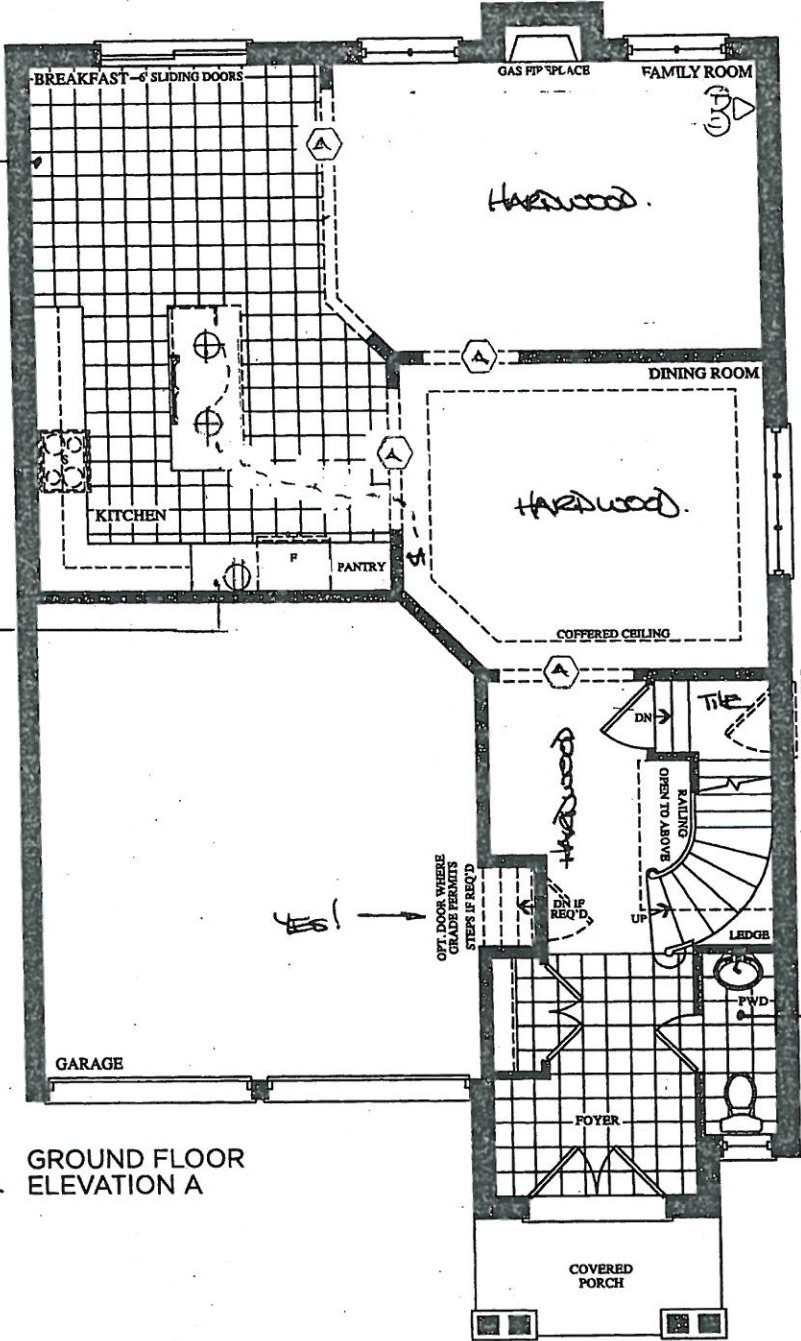 BREAKFAST
6' SLIDING DOORS
GAS FIREPLACE
FAMILY ROOM
A
HARDWOOD.
A
DINING ROOM
A
HARDWOOD.
S
KITCHEN
F
PANTRY
COFFERED CEILING
A
DN
TILE
HARDWOOD
RAILING
OPEN TO ABOVE
OPT. DOOR WHERE
GRADE PERMITS
STEPS IF REQ'D
YES!
DN IF
REQ'D
UP
LEDGE
PWD
GARAGE
FOYER
GROUND FLOOR
ELEVATION A
COVERED
PORCH